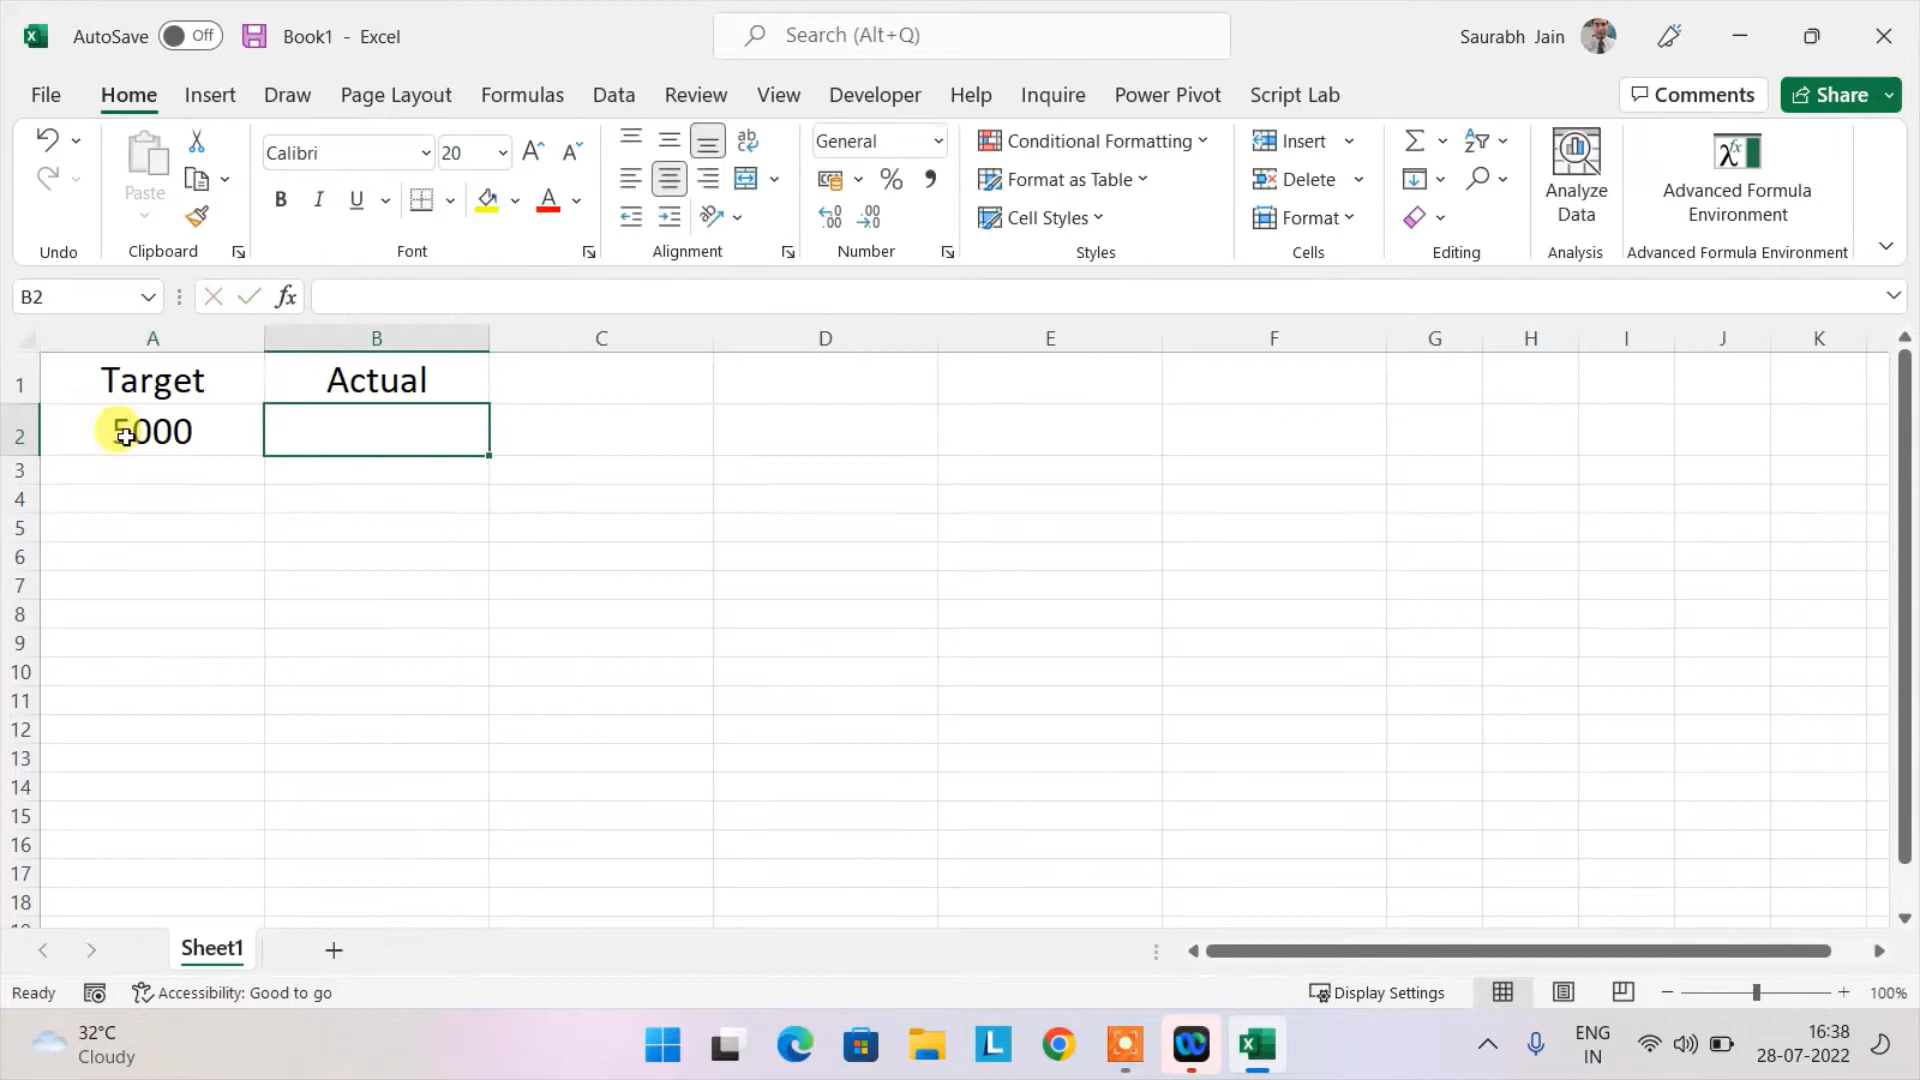 AutoSave Off Book1 - Excel Search (Alt+Q) Saurabh Jain
File Home Insert Draw Page Layout Formulas Data Review View Developer Help Inquire Power Pivot Script Lab Comments Share
Calibri 20 General Conditional Formatting Insert
Paste B I U % , Format as Table Delete Analyze Data Advanced Formula Environment
Cell Styles Format
Undo Clipboard Font Alignment Number Styles Cells Editing Analysis Advanced Formula Environment
B2 fx
A B C D E F G H I J K
1 Target Actual
2 5000
3
4
5
6
7
8
9
10
11
12
13
14
15
16
17
18
Sheet1
Ready Accessibility: Good to go Display Settings 100%
32°C ENG 16:38
Cloudy IN 28-07-2022